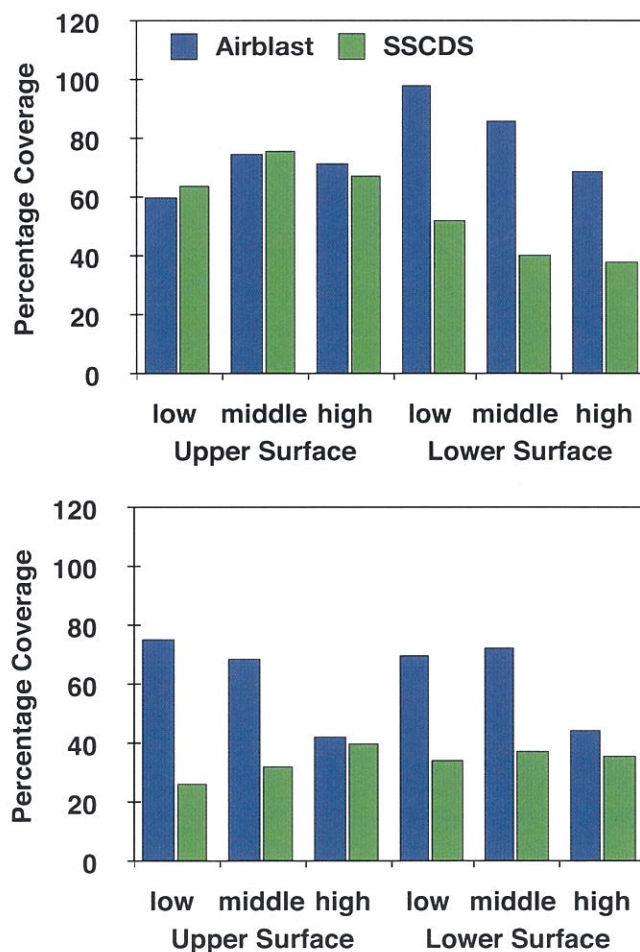 120
Airblast SSCDS
100
80
60
40
20
0
Percentage Coverage
low middle high low middle high
Upper Surface Lower Surface
120
100
80
60
40
20
0
Percentage Coverage
low middle high low middle high
Upper Surface Lower Surface